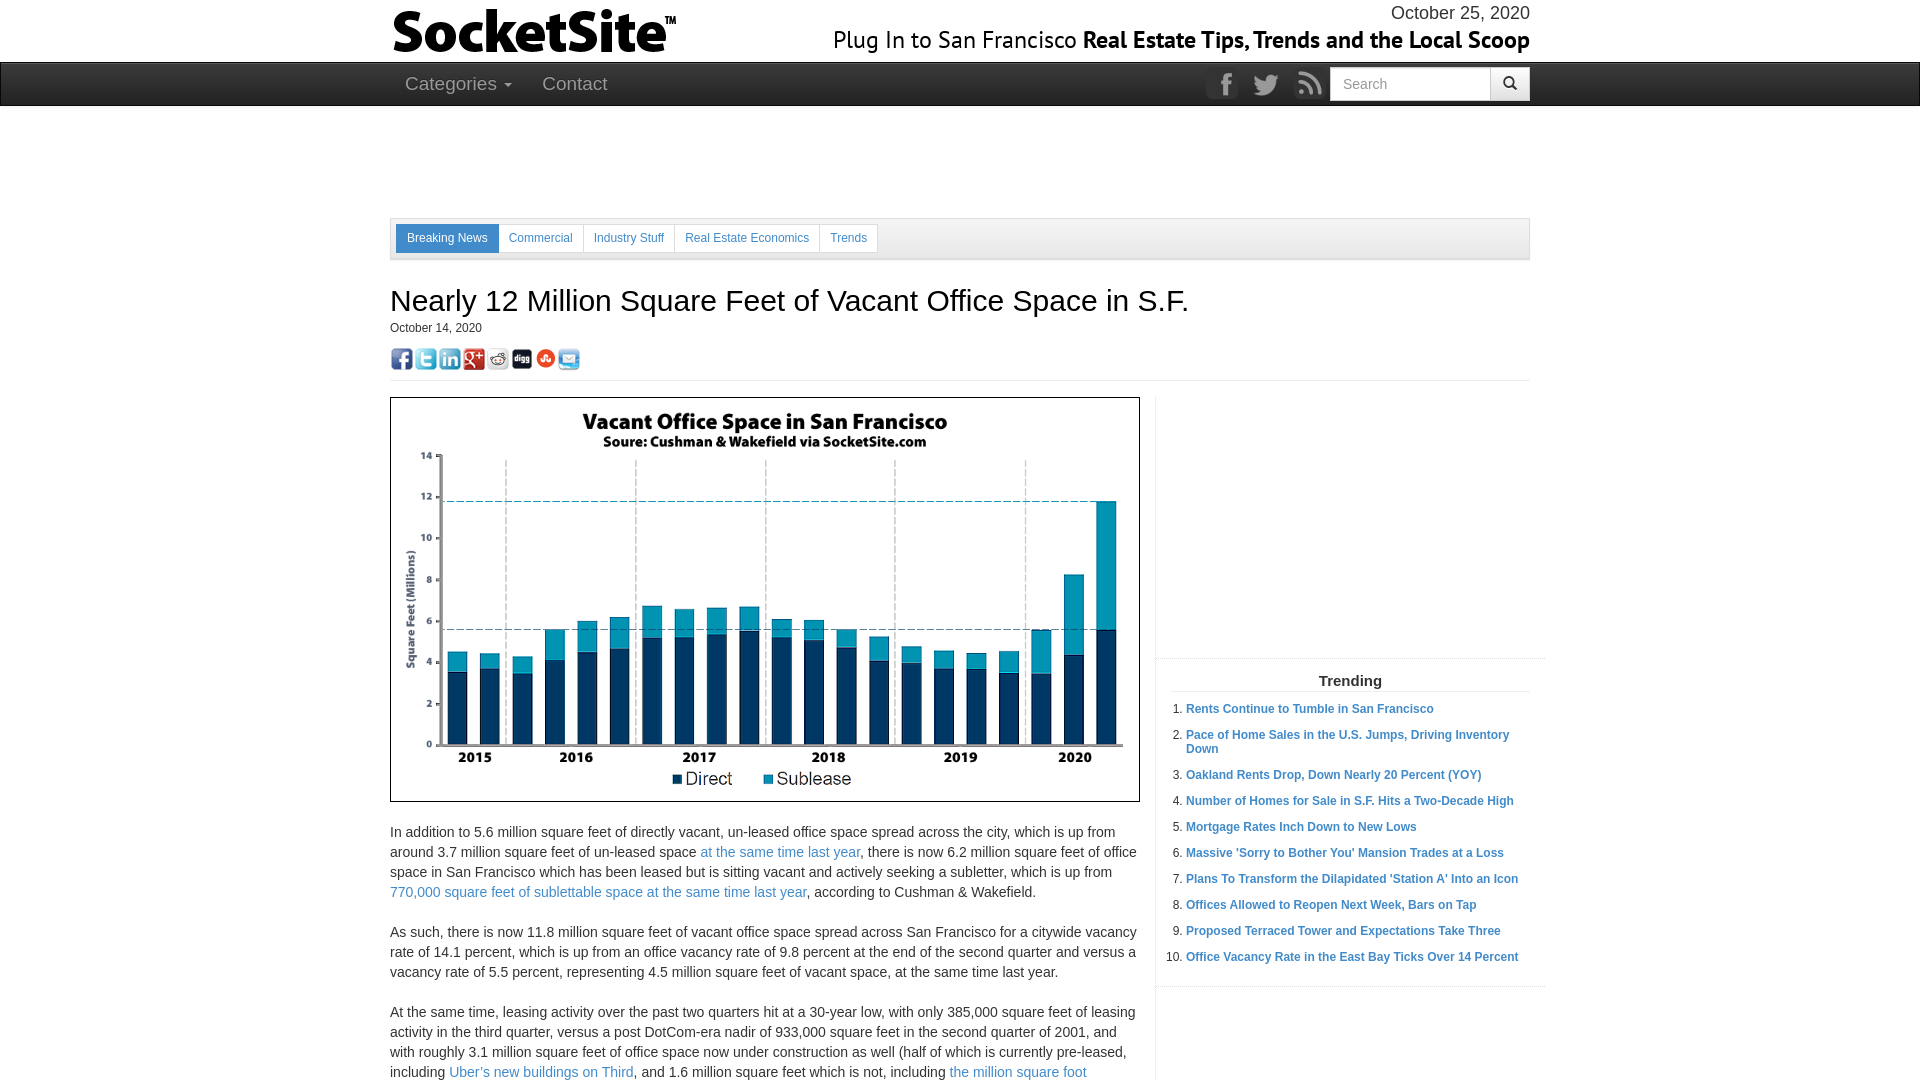 SocketSite™
October 25, 2020
Plug In to San Francisco Real Estate Tips, Trends and the Local Scoop
Categories
Contact
Search
Breaking News
Commercial
Industry Stuff
Real Estate Economics
Trends
Nearly 12 Million Square Feet of Vacant Office Space in S.F.
October 14, 2020
digg
Vacant Office Space in San Francisco
Soure: Cushman & Wakefield via SocketSite.com
Square Feet (Millions)
14
12
10
8
6
4
2
0
2015 2016 2017 2018 2019 2020
Direct Sublease
In addition to 5.6 million square feet of directly vacant, un-leased office space spread across the city, which is up from
around 3.7 million square feet of un-leased space at the same time last year, there is now 6.2 million square feet of office
space in San Francisco which has been leased but is sitting vacant and actively seeking a subletter, which is up from
770,000 square feet of sublettable space at the same time last year, according to Cushman & Wakefield.
As such, there is now 11.8 million square feet of vacant office space spread across San Francisco for a citywide vacancy
rate of 14.1 percent, which is up from an office vacancy rate of 9.8 percent at the end of the second quarter and versus a
vacancy rate of 5.5 percent, representing 4.5 million square feet of vacant space, at the same time last year.
At the same time, leasing activity over the past two quarters hit at a 30-year low, with only 385,000 square feet of leasing
activity in the third quarter, versus a post DotCom-era nadir of 933,000 square feet in the second quarter of 2001, and
with roughly 3.1 million square feet of office space now under construction as well (half of which is currently pre-leased,
including Uber’s new buildings on Third, and 1.6 million square feet which is not, including the million square foot
Trending
1. Rents Continue to Tumble in San Francisco
2. Pace of Home Sales in the U.S. Jumps, Driving Inventory
Down
3. Oakland Rents Drop, Down Nearly 20 Percent (YOY)
4. Number of Homes for Sale in S.F. Hits a Two-Decade High
5. Mortgage Rates Inch Down to New Lows
6. Massive 'Sorry to Bother You' Mansion Trades at a Loss
7. Plans To Transform the Dilapidated 'Station A' Into an Icon
8. Offices Allowed to Reopen Next Week, Bars on Tap
9. Proposed Terraced Tower and Expectations Take Three
10. Office Vacancy Rate in the East Bay Ticks Over 14 Percent